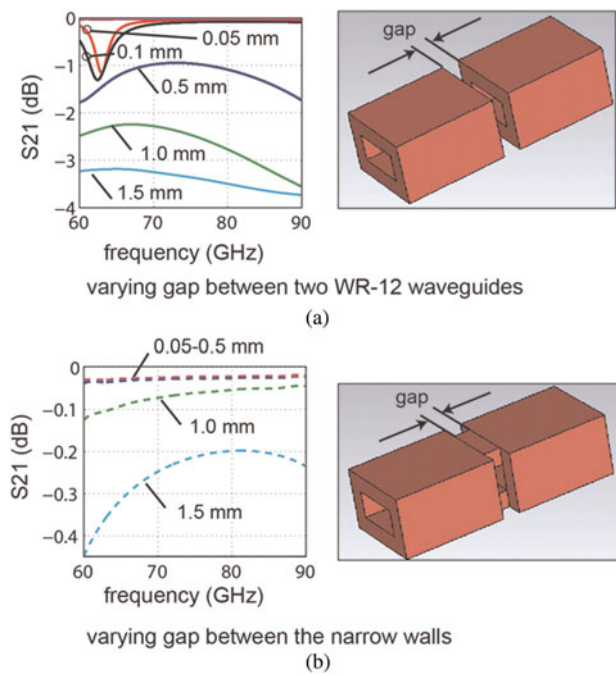 0
−1
−2
−3
−4
S21 (dB)
0.05 mm
0.1 mm
0.5 mm
1.0 mm
1.5 mm
60 70 80 90
frequency (GHz)
gap
varying gap between two WR-12 waveguides
(a)
0
−0.1
−0.2
−0.3
−0.4
S21 (dB)
0.05-0.5 mm
1.0 mm
1.5 mm
60 70 80 90
frequency (GHz)
gap
varying gap between the narrow walls
(b)